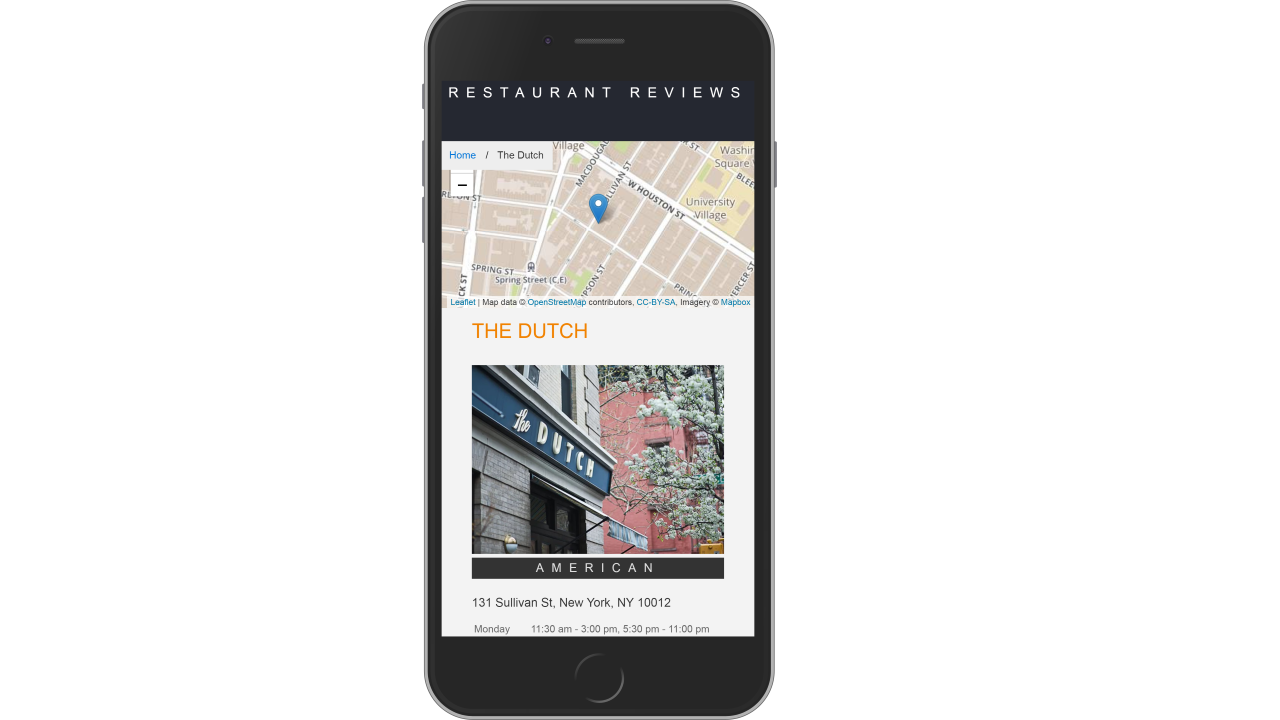 RESTAURANT REVIEWS
Home / The Dutch
Village
MACDOUGAL
SULLIVAN ST
W HOUSTON ST
Washin
Square V
BLEE
University
Village
−
SPRING ST
Spring Street (C,E)
CK ST
PSON ST
PRIN
ERCER ST
Leaflet | Map data © OpenStreetMap contributors, CC-BY-SA, Imagery © Mapbox
THE DUTCH
the DUTCH
AMERICAN
131 Sullivan St, New York, NY 10012
Monday 11:30 am - 3:00 pm, 5:30 pm - 11:00 pm